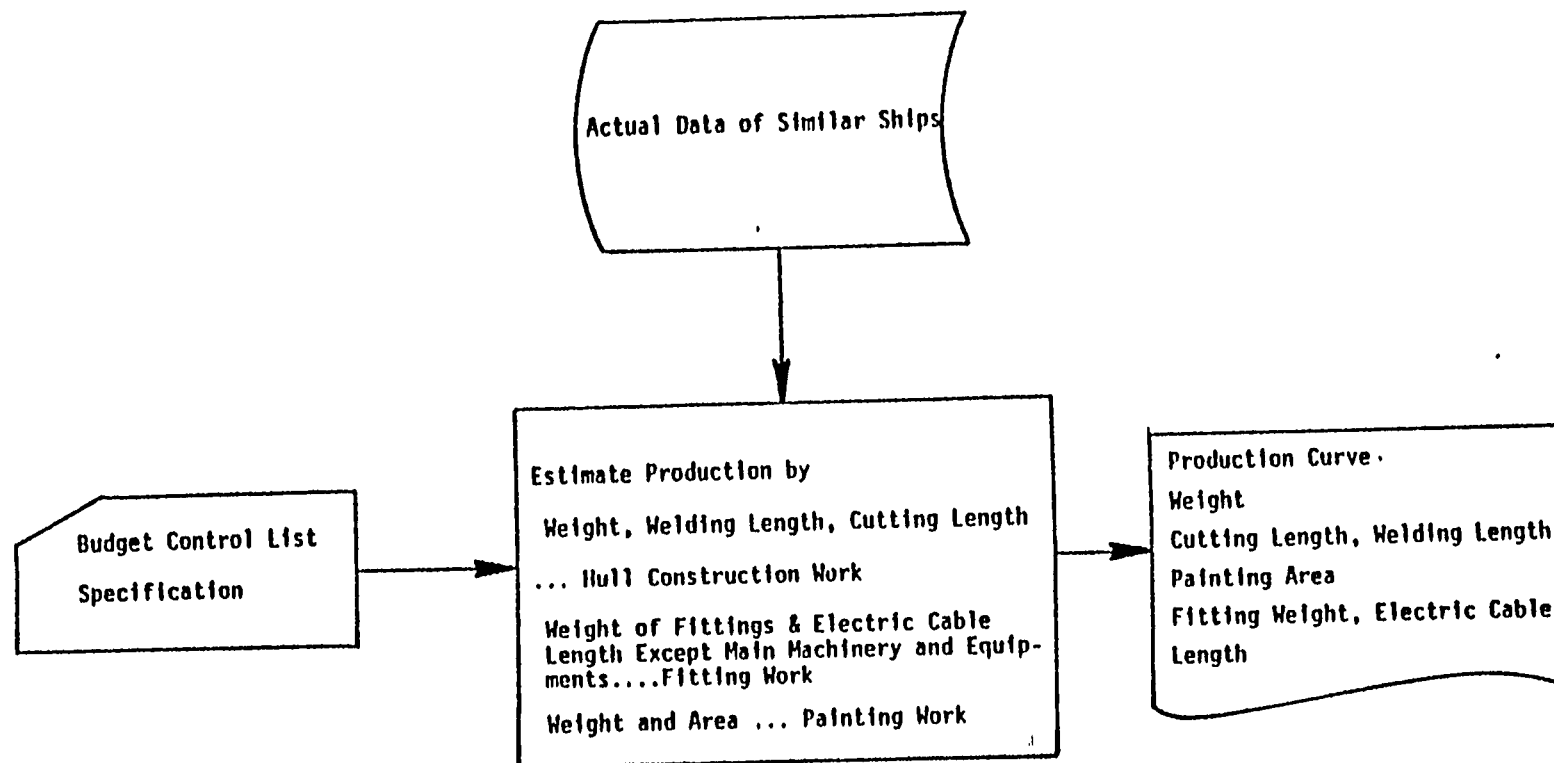 Actual Data of Similar Ships
Budget Control List
Specification
Estimate Production by
Weight, Welding Length, Cutting Length
... Hull Construction Work
Weight of Fittings & Electric Cable
Length Except Main Machinery and Equip-
ments....Fitting Work
Weight and Area ... Painting Work
Production Curve.
Weight
Cutting Length, Welding Length
Painting Area
Fitting Weight, Electric Cable
Length